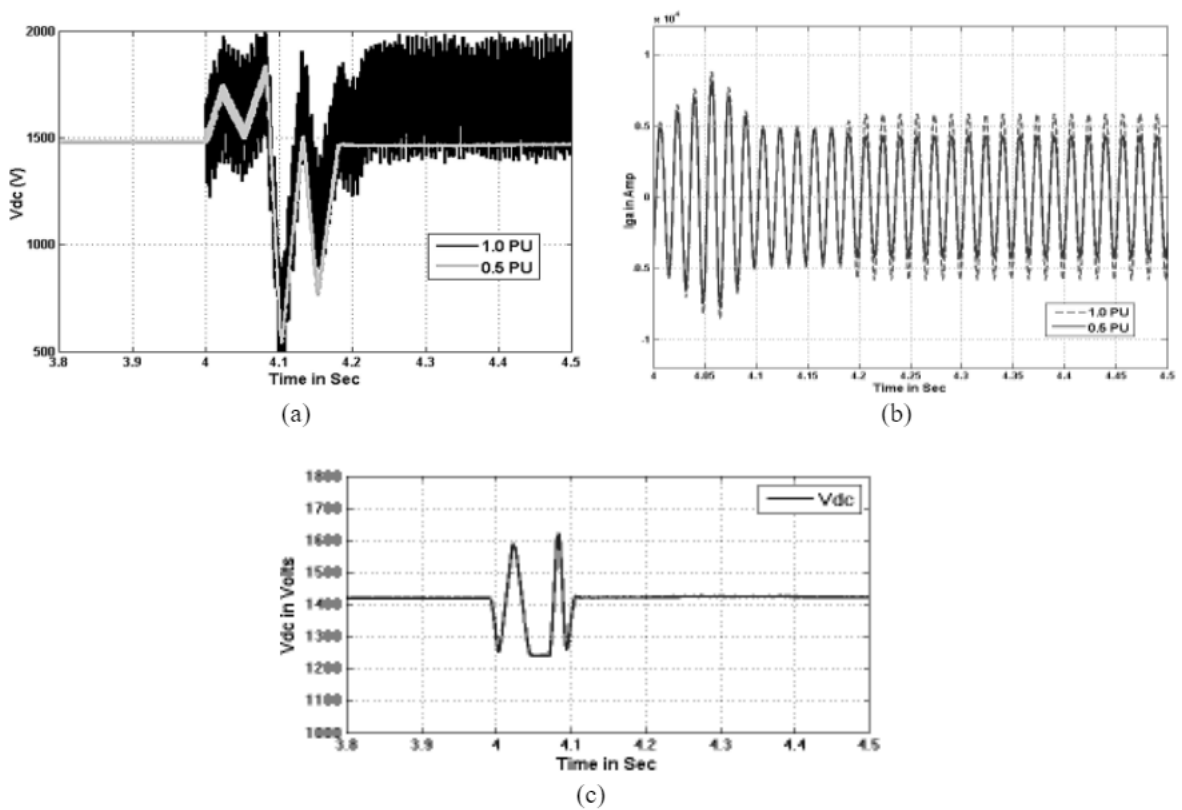 2000
1500
1000
500
Vdc (V)
1.0 PU
0.5 PU
3.8 3.9 4 4.1 4.2 4.3 4.4 4.5
Time in Sec
(a)
x 10⁴
1
0.5
0
0.5
.1
Iga in Amp
1.0 PU
0.5 PU
4 4.05 4.1 4.15 4.2 4.25 4.3 4.35 4.4 4.45 4.5
Time in Sec
(b)
1800
1700
1600
1500
1400
1300
1200
1100
1000
Vdc in Volts
Vdc
3.8 3.9 4 4.1 4.2 4.3 4.4 4.5
Time in Sec
(c)